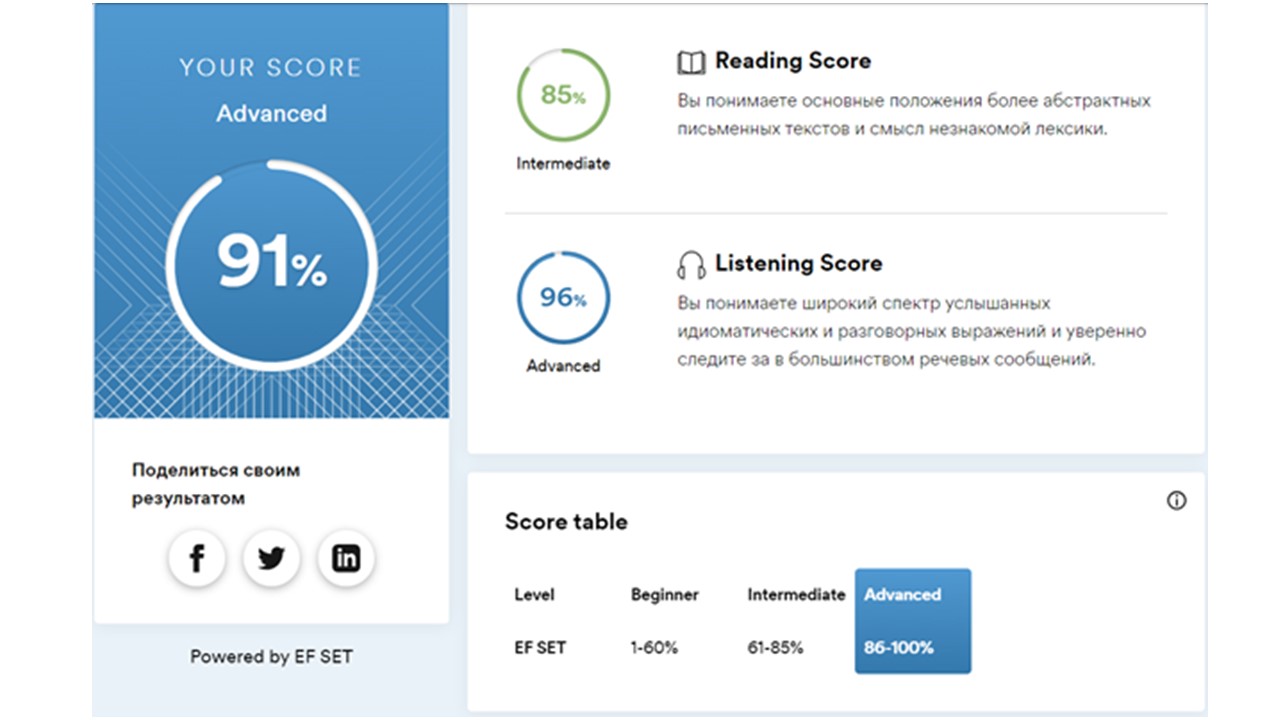 YOUR SCORE
Advanced
91%
Поделиться своим
результатом
f
in
Powered by EF SET
85%
Intermediate
Reading Score
Вы понимаете основные положения более абстрактных
письменных текстов и смысл незнакомой лексики.
96%
Advanced
Listening Score
Вы понимаете широкий спектр услышанных
идиоматических и разговорных выражений и уверенно
следите за в большинством речевых сообщений.
Score table
Level Beginner Intermediate Advanced
EF SET 1-60% 61-85% 86-100%